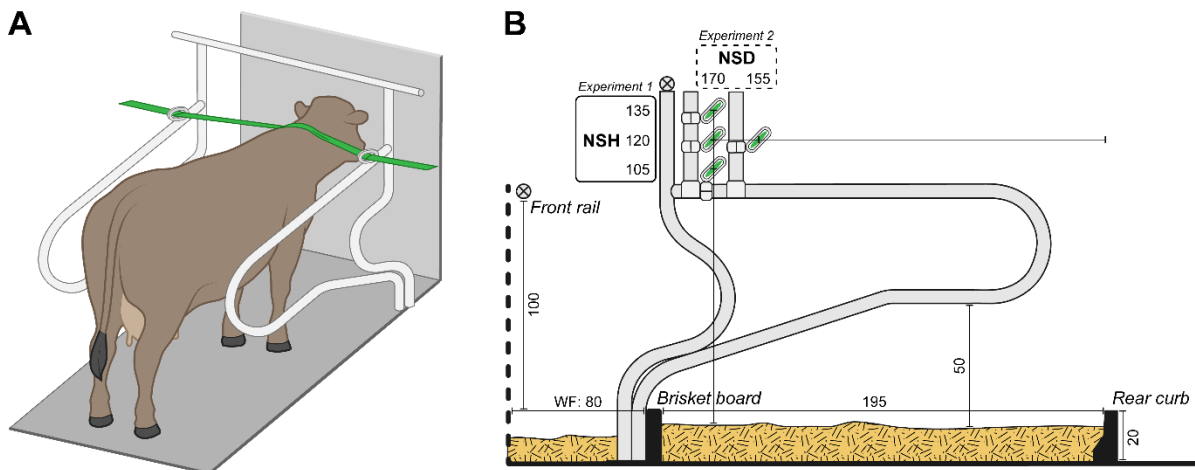 A
B
Experiment 2
NSD
170 155
Experiment 1
135
NSH 120
105
Front rail
100
50
WF: 80
Brisket board
195
Rear curb
20